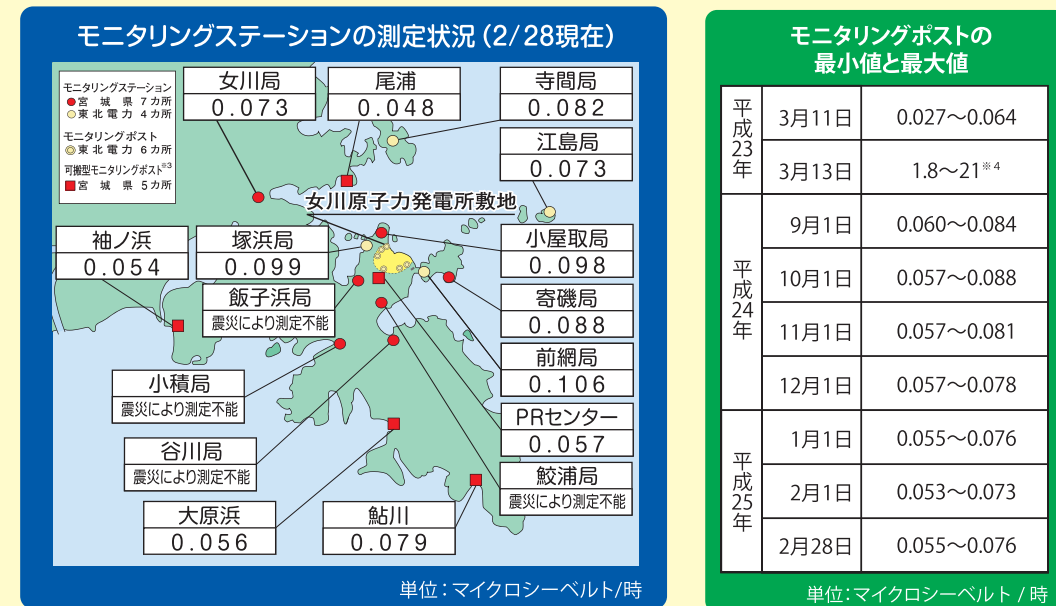 モニタリングステーションの測定状況（2/28現在）
モニタリングステーション
宮城県 7カ所
東北電力 4カ所
モニタリングポスト
東北電力 6カ所
可搬型モニタリングポスト※3
宮城県 5カ所
女川局
0.073
尾浦
0.048
寺間局
0.082
江島局
0.073
女川原子力発電所敷地
袖ノ浜
0.054
塚浜局
0.099
小屋取局
0.098
飯子浜局
震災により測定不能
寄磯局
0.088
前網局
0.106
小積局
震災により測定不能
PRセンター
0.057
谷川局
震災により測定不能
鮫浦局
震災により測定不能
大原浜
0.056
鮎川
0.079
単位：マイクロシーベルト/時
モニタリングポストの
最小値と最大値
平成23年
3月11日 0.027～0.064
3月13日 1.8～21※4
平成24年
9月1日 0.060～0.084
10月1日 0.057～0.088
11月1日 0.057～0.081
12月1日 0.057～0.078
平成25年
1月1日 0.055～0.076
2月1日 0.053～0.073
2月28日 0.055～0.076
単位：マイクロシーベルト / 時